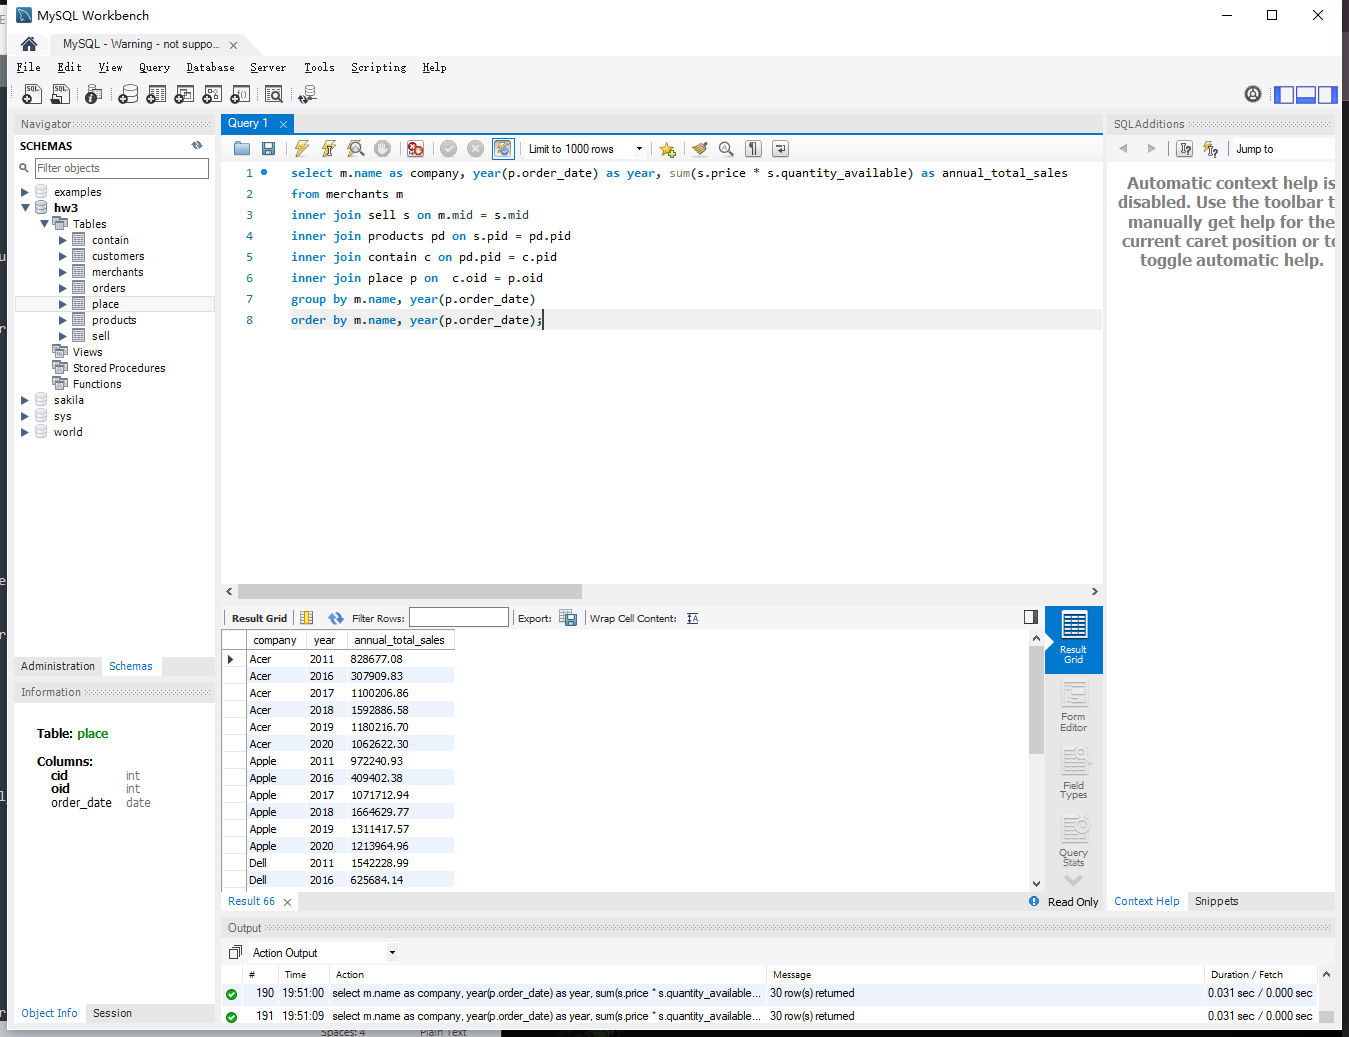 MySQL Workbench
MySQL - Warning - not suppo...
File Edit View Query Database Server Tools Scripting Help
Navigator
SCHEMAS
Filter objects
examples
hw3
Tables
contain
customers
merchants
orders
place
products
sell
Views
Stored Procedures
Functions
sakila
sys
world
Administration Schemas
Information
Table: place
Columns:
cid int
oid int
order_date date
Object Info Session
Query 1
Limit to 1000 rows
1 select m.name as company, year(p.order_date) as year, sum(s.price * s.quantity_available) as annual_total_sales
2 from merchants m
3 inner join sell s on m.mid = s.mid
4 inner join products pd on s.pid = pd.pid
5 inner join contain c on pd.pid = c.pid
6 inner join place p on  c.oid = p.oid
7 group by m.name, year(p.order_date)
8 order by m.name, year(p.order_date);
Result Grid Filter Rows: Export: Wrap Cell Content:
company year annual_total_sales
Acer 2011 828677.08
Acer 2016 307909.83
Acer 2017 1100206.86
Acer 2018 1592886.58
Acer 2019 1180216.70
Acer 2020 1062622.30
Apple 2011 972240.93
Apple 2016 409402.38
Apple 2017 1071712.94
Apple 2018 1664629.77
Apple 2019 1311417.57
Apple 2020 1213964.96
Dell 2011 1542228.99
Dell 2016 625684.14
Result Grid
Form Editor
Field Types
Query Stats
Result 66
Read Only
SQLAdditions
Jump to
Automatic context help is
disabled. Use the toolbar t
manually get help for the
current caret position or to
toggle automatic help.
Context Help Snippets
Output
Action Output
# Time Action Message Duration / Fetch
190 19:51:00 select m.name as company, year(p.order_date) as year, sum(s.price * s.quantity_available... 30 row(s) returned 0.031 sec / 0.000 sec
191 19:51:09 select m.name as company, year(p.order_date) as year, sum(s.price * s.quantity_available... 30 row(s) returned 0.031 sec / 0.000 sec
Spaces: 4 Plain Text